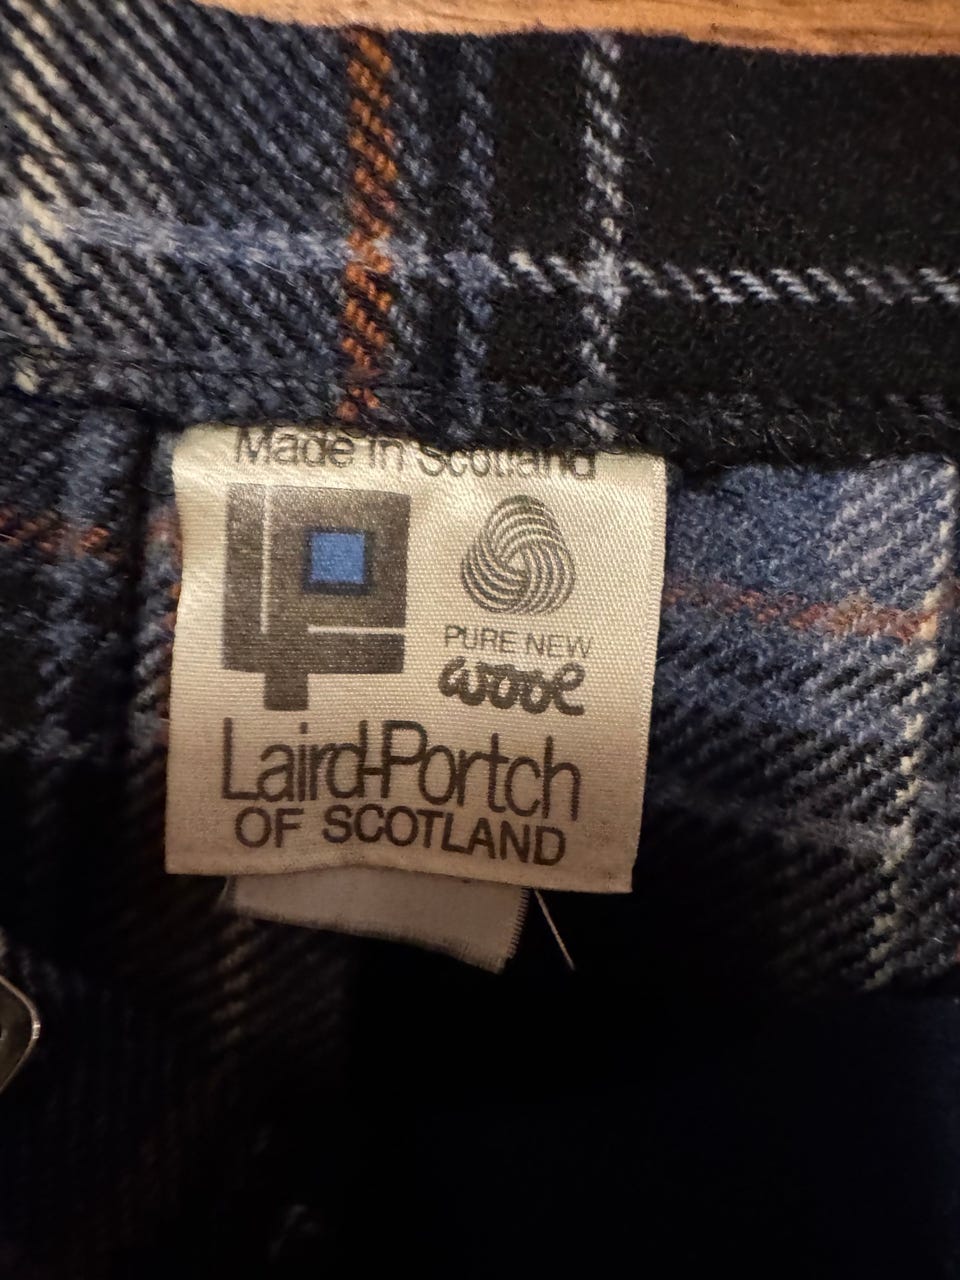 Made in Scotland
PURE NEW
wool
Laird-Portch
OF SCOTLAND